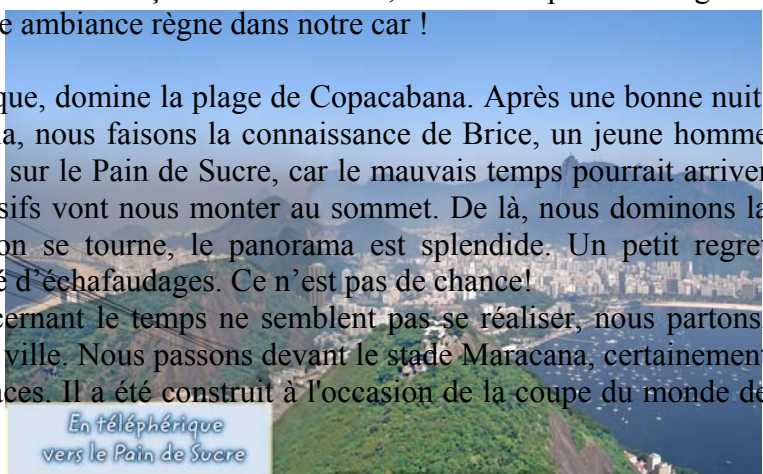 e ambiance règne dans notre car !
que, domine la plage de Copacabana. Après une bonne nuit
a, nous faisons la connaissance de Brice, un jeune homme
sur le Pain de Sucre, car le mauvais temps pourrait arriver
sifs vont nous monter au sommet. De là, nous dominons la
on se tourne, le panorama est splendide. Un petit regret
é d’échafaudages. Ce n’est pas de chance!
cernant le temps ne semblent pas se réaliser, nous partons
ville. Nous passons devant le stade Maracana, certainement
aces. Il a été construit à l'occasion de la coupe du monde de
En téléphérique
vers le Pain de Sucre